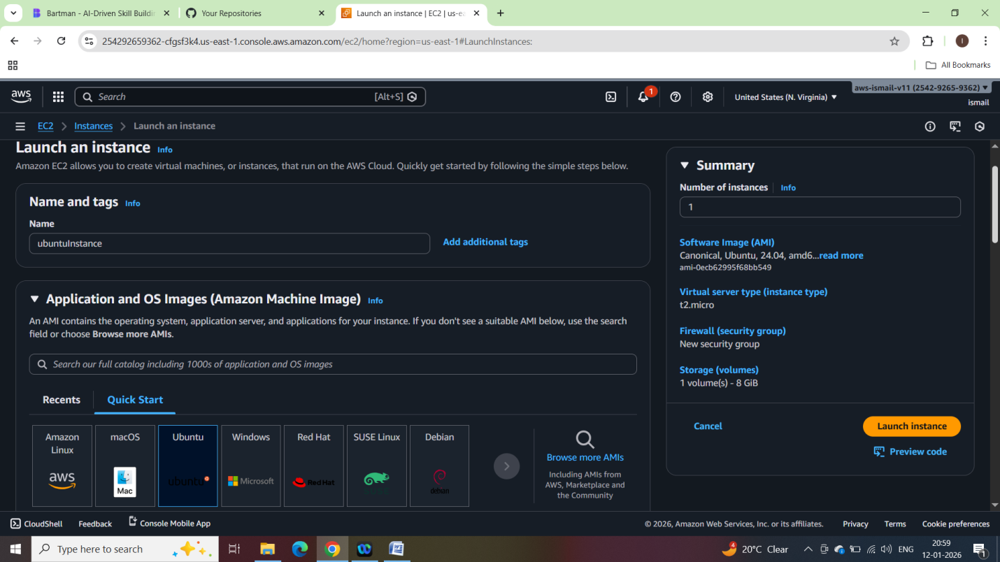 Bartman - AI-Driven Skill Buildin
Your Repositories
Launch an instance | EC2 | us-ea
254292659362-cfgsf3k4.us-east-1.console.aws.amazon.com/ec2/home?region=us-east-1#LaunchInstances:
I
All Bookmarks
aws
Search
[Alt+S]
1
United States (N. Virginia)
aws-ismail-v11 (2542-9265-9362)
ismail
EC2
Instances
Launch an instance
Launch an instance Info
Amazon EC2 allows you to create virtual machines, or instances, that run on the AWS Cloud. Quickly get started by following the simple steps below.
Name and tags Info
Name
ubuntuInstance
Add additional tags
Application and OS Images (Amazon Machine Image) Info
An AMI contains the operating system, application server, and applications for your instance. If you don't see a suitable AMI below, use the search
field or choose Browse more AMIs.
Search our full catalog including 1000s of application and OS images
Recents
Quick Start
Amazon
Linux
aws
macOS
Mac
Ubuntu
ubuntu
Windows
Microsoft
Red Hat
Red Hat
SUSE Linux
Debian
debian
Browse more AMIs
Including AMIs from
AWS, Marketplace and
the Community
Summary
Number of instances Info
1
Software Image (AMI)
Canonical, Ubuntu, 24.04, amd6...read more
ami-0ecb62995f68bb549
Virtual server type (instance type)
t2.micro
Firewall (security group)
New security group
Storage (volumes)
1 volume(s) - 8 GiB
Cancel
Launch instance
Preview code
CloudShell
Feedback
Console Mobile App
© 2026, Amazon Web Services, Inc. or its affiliates.
Privacy
Terms
Cookie preferences
Type here to search
4
20°C Clear
ENG
20:59
12-01-2026
1